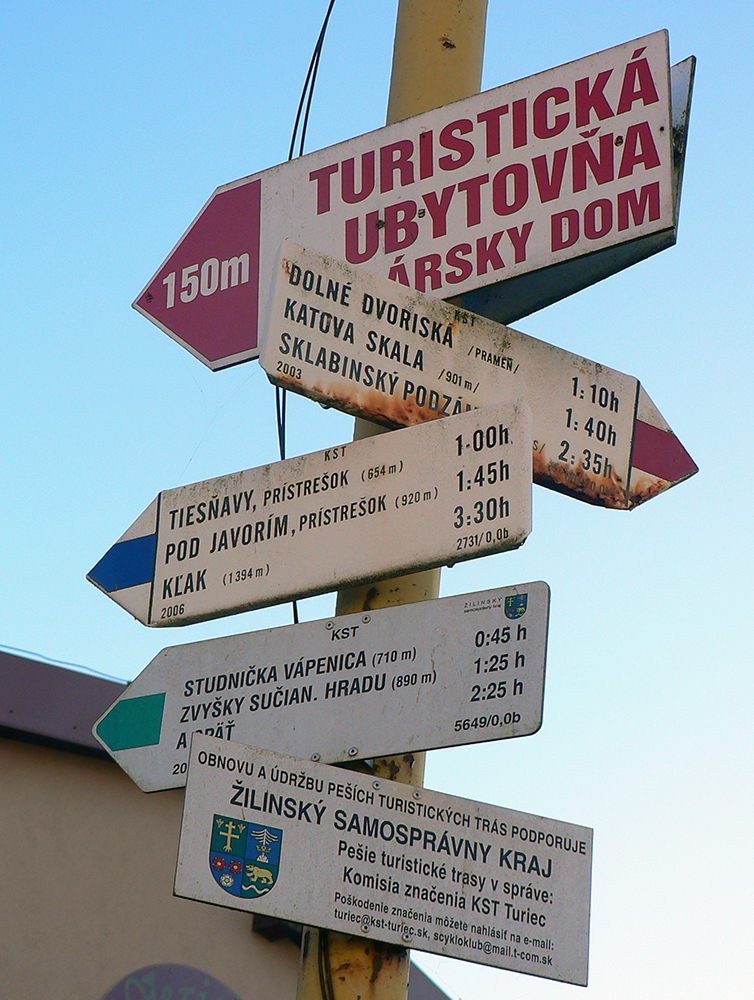 TURISTICKÁ
UBYTOVŇA
ÁRSKY DOM
150m
KST
DOLNÉ DVORISKÁ /PRAMEŇ/ 1:10h
KATOVA SKALA /901 m/ 1:40h
SKLABINSKÝ PODZÁ S/ 2:35h
2003
KST
TIESŇAVY, PRÍSTREŠOK (654 m) 1:00h
POD JAVORÍM, PRÍSTREŠOK (920 m) 1:45h
KĽAK (1394 m) 3:30h
2006 2731/0,0b
ŽILINSKÝ
samosprávny kraj
KST
STUDNIČKA VÁPENICA (710 m) 0:45 h
ZVYŠKY SUČIAN. HRADU (890 m) 1:25 h
A SPÄŤ 2:25 h
20 5649/0,0b
OBNOVU A ÚDRŽBU PEŠÍCH TURISTICKÝCH TRÁS PODPORUJE
ŽILINSKÝ SAMOSPRÁVNY KRAJ
Pešie turistické trasy v správe:
Komisia značenia KST Turiec
Poškodenie značenia môžete nahlásiť na e-mail:
turiec@kst-turiec.sk, scykloklub@mail.t-com.sk